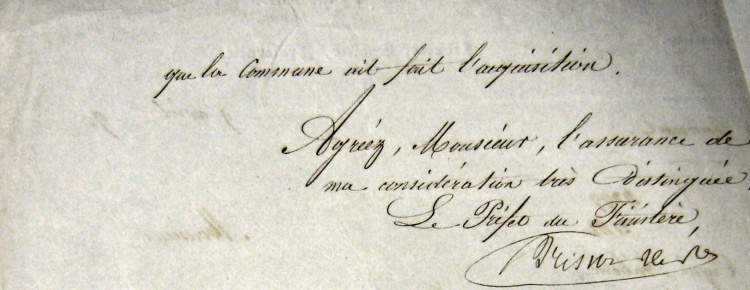 que la Commune ait fait l'acquisition.
Agréez, Monsieur, l'assurance de
ma considération très Distinguée.
Le Préfet du Finistère,